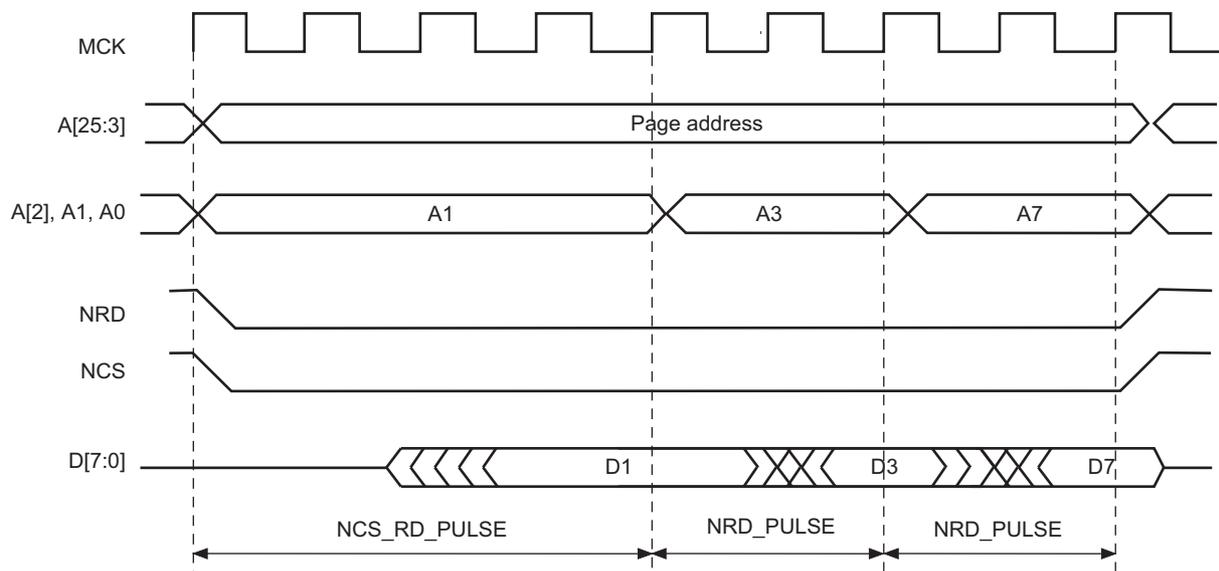 MCK
A[25:3]
Page address
A[2], A1, A0
A1
A3
A7
NRD
NCS
D[7:0]
D1
D3
D7
NCS_RD_PULSE
NRD_PULSE
NRD_PULSE